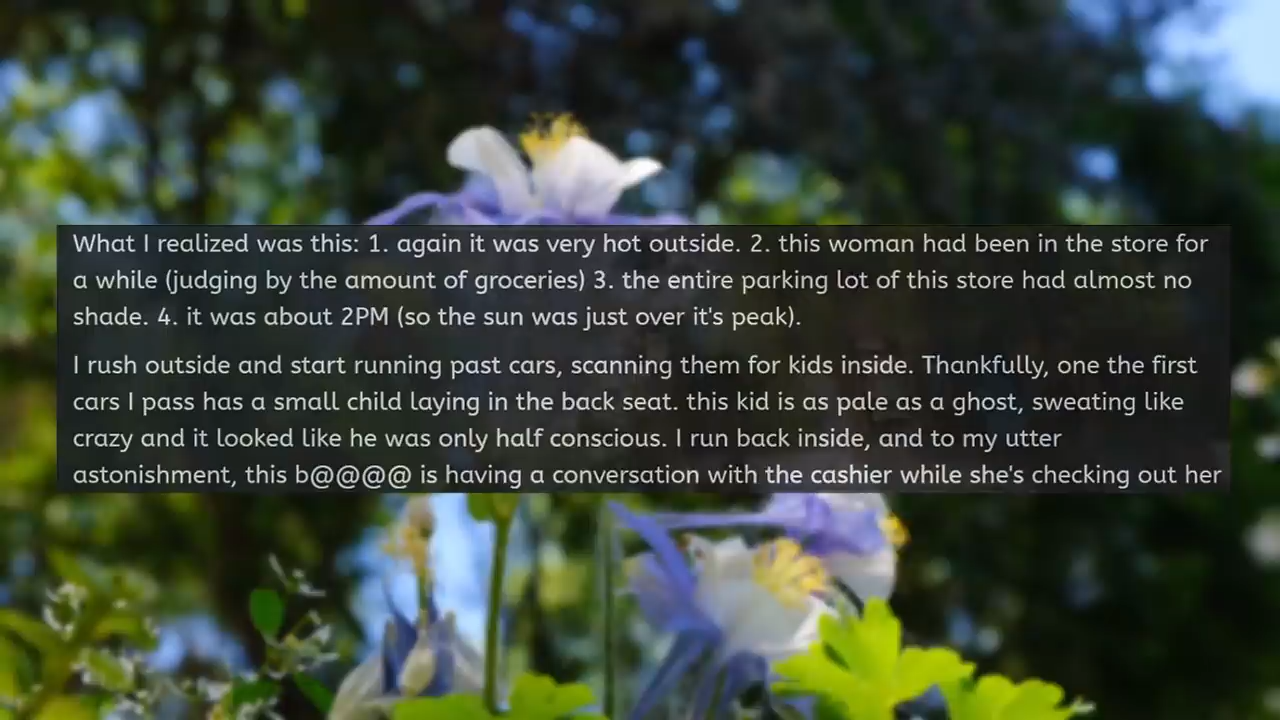 What I realized was this: 1. again it was very hot outside. 2. this woman had been in the store for
a while (judging by the amount of groceries) 3. the entire parking lot of this store had almost no
shade. 4. it was about 2PM (so the sun was just over it's peak).
I rush outside and start running past cars, scanning them for kids inside. Thankfully, one the first
cars I pass has a small child laying in the back seat. this kid is as pale as a ghost, sweating like
crazy and it looked like he was only half conscious. I run back inside, and to my utter
astonishment, this b@@@@ is having a conversation with the cashier while she's checking out her